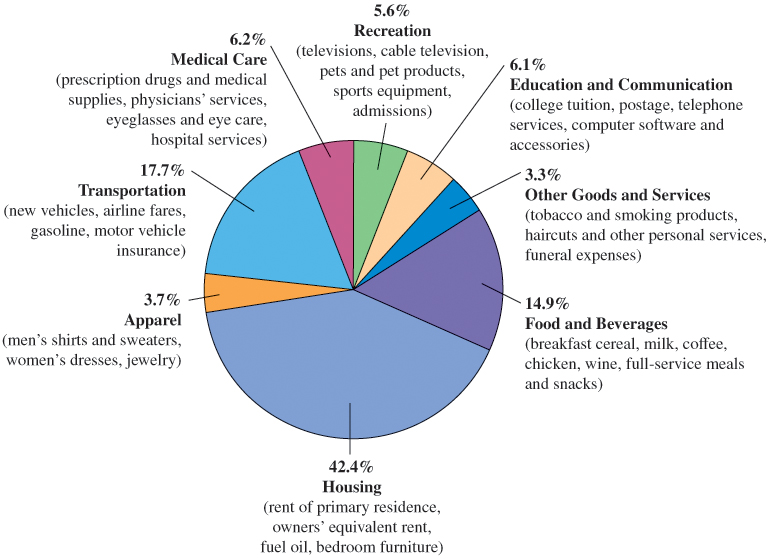 5.6%
Recreation
(televisions, cable television,
pets and pet products,
sports equipment,
admissions)
6.1%
Education and Communication
(college tuition, postage, telephone
services, computer software and
accessories)
3.3%
Other Goods and Services
(tobacco and smoking products,
haircuts and other personal services,
funeral expenses)
14.9%
Food and Beverages
(breakfast cereal, milk, coffee,
chicken, wine, full-service meals
and snacks)
42.4%
Housing
(rent of primary residence,
owners’ equivalent rent,
fuel oil, bedroom furniture)
3.7%
Apparel
(men’s shirts and sweaters,
women’s dresses, jewelry)
17.7%
Transportation
(new vehicles, airline fares,
gasoline, motor vehicle
insurance)
6.2%
Medical Care
(prescription drugs and medical
supplies, physicians’ services,
eyeglasses and eye care,
hospital services)